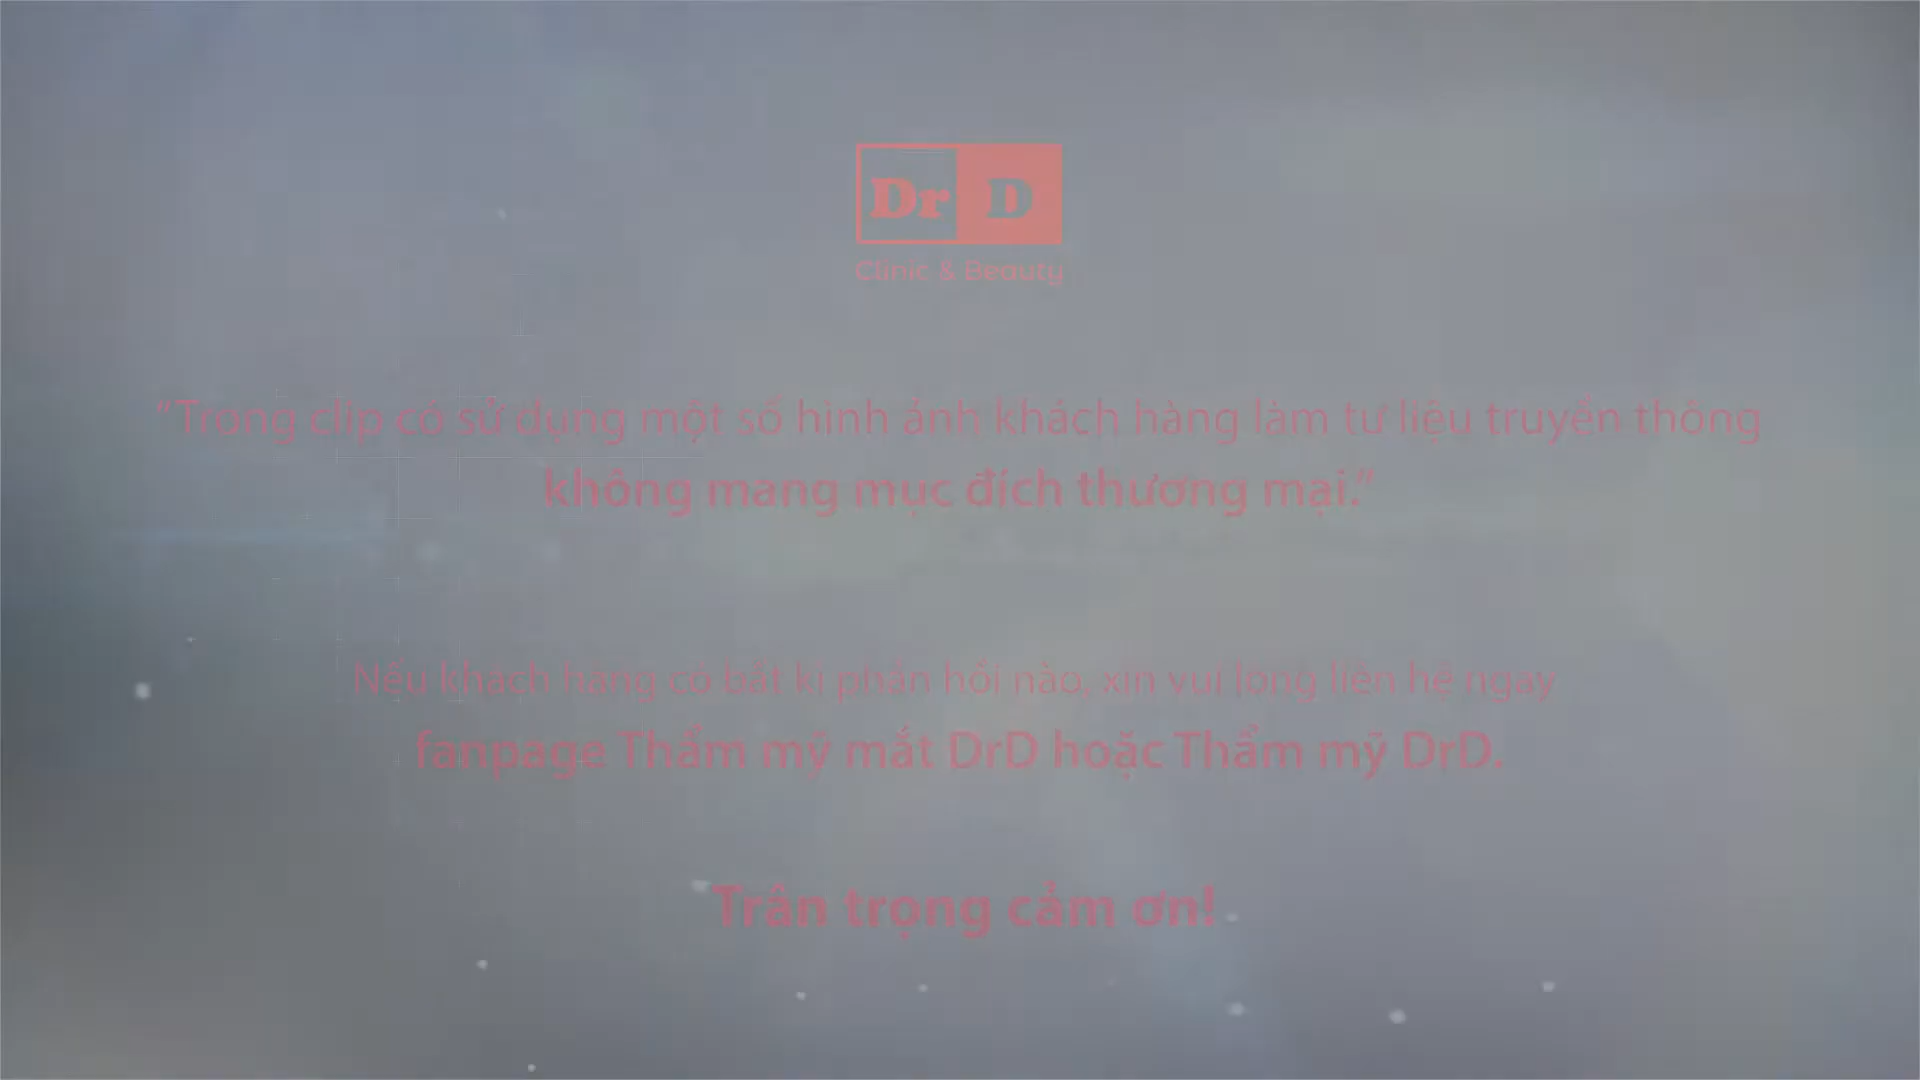 Dr D
Clinic & Beauty
“Trong clip có sử dụng một số hình ảnh khách hàng làm tư liệu truyền thông
không mang mục đích thương mại.”
Nếu khách hàng có bất kì phản hồi nào, xin vui lòng liên hệ ngay
fanpage Thẩm mỹ mắt DrD hoặc Thẩm mỹ DrD.
Trân trọng cảm ơn!